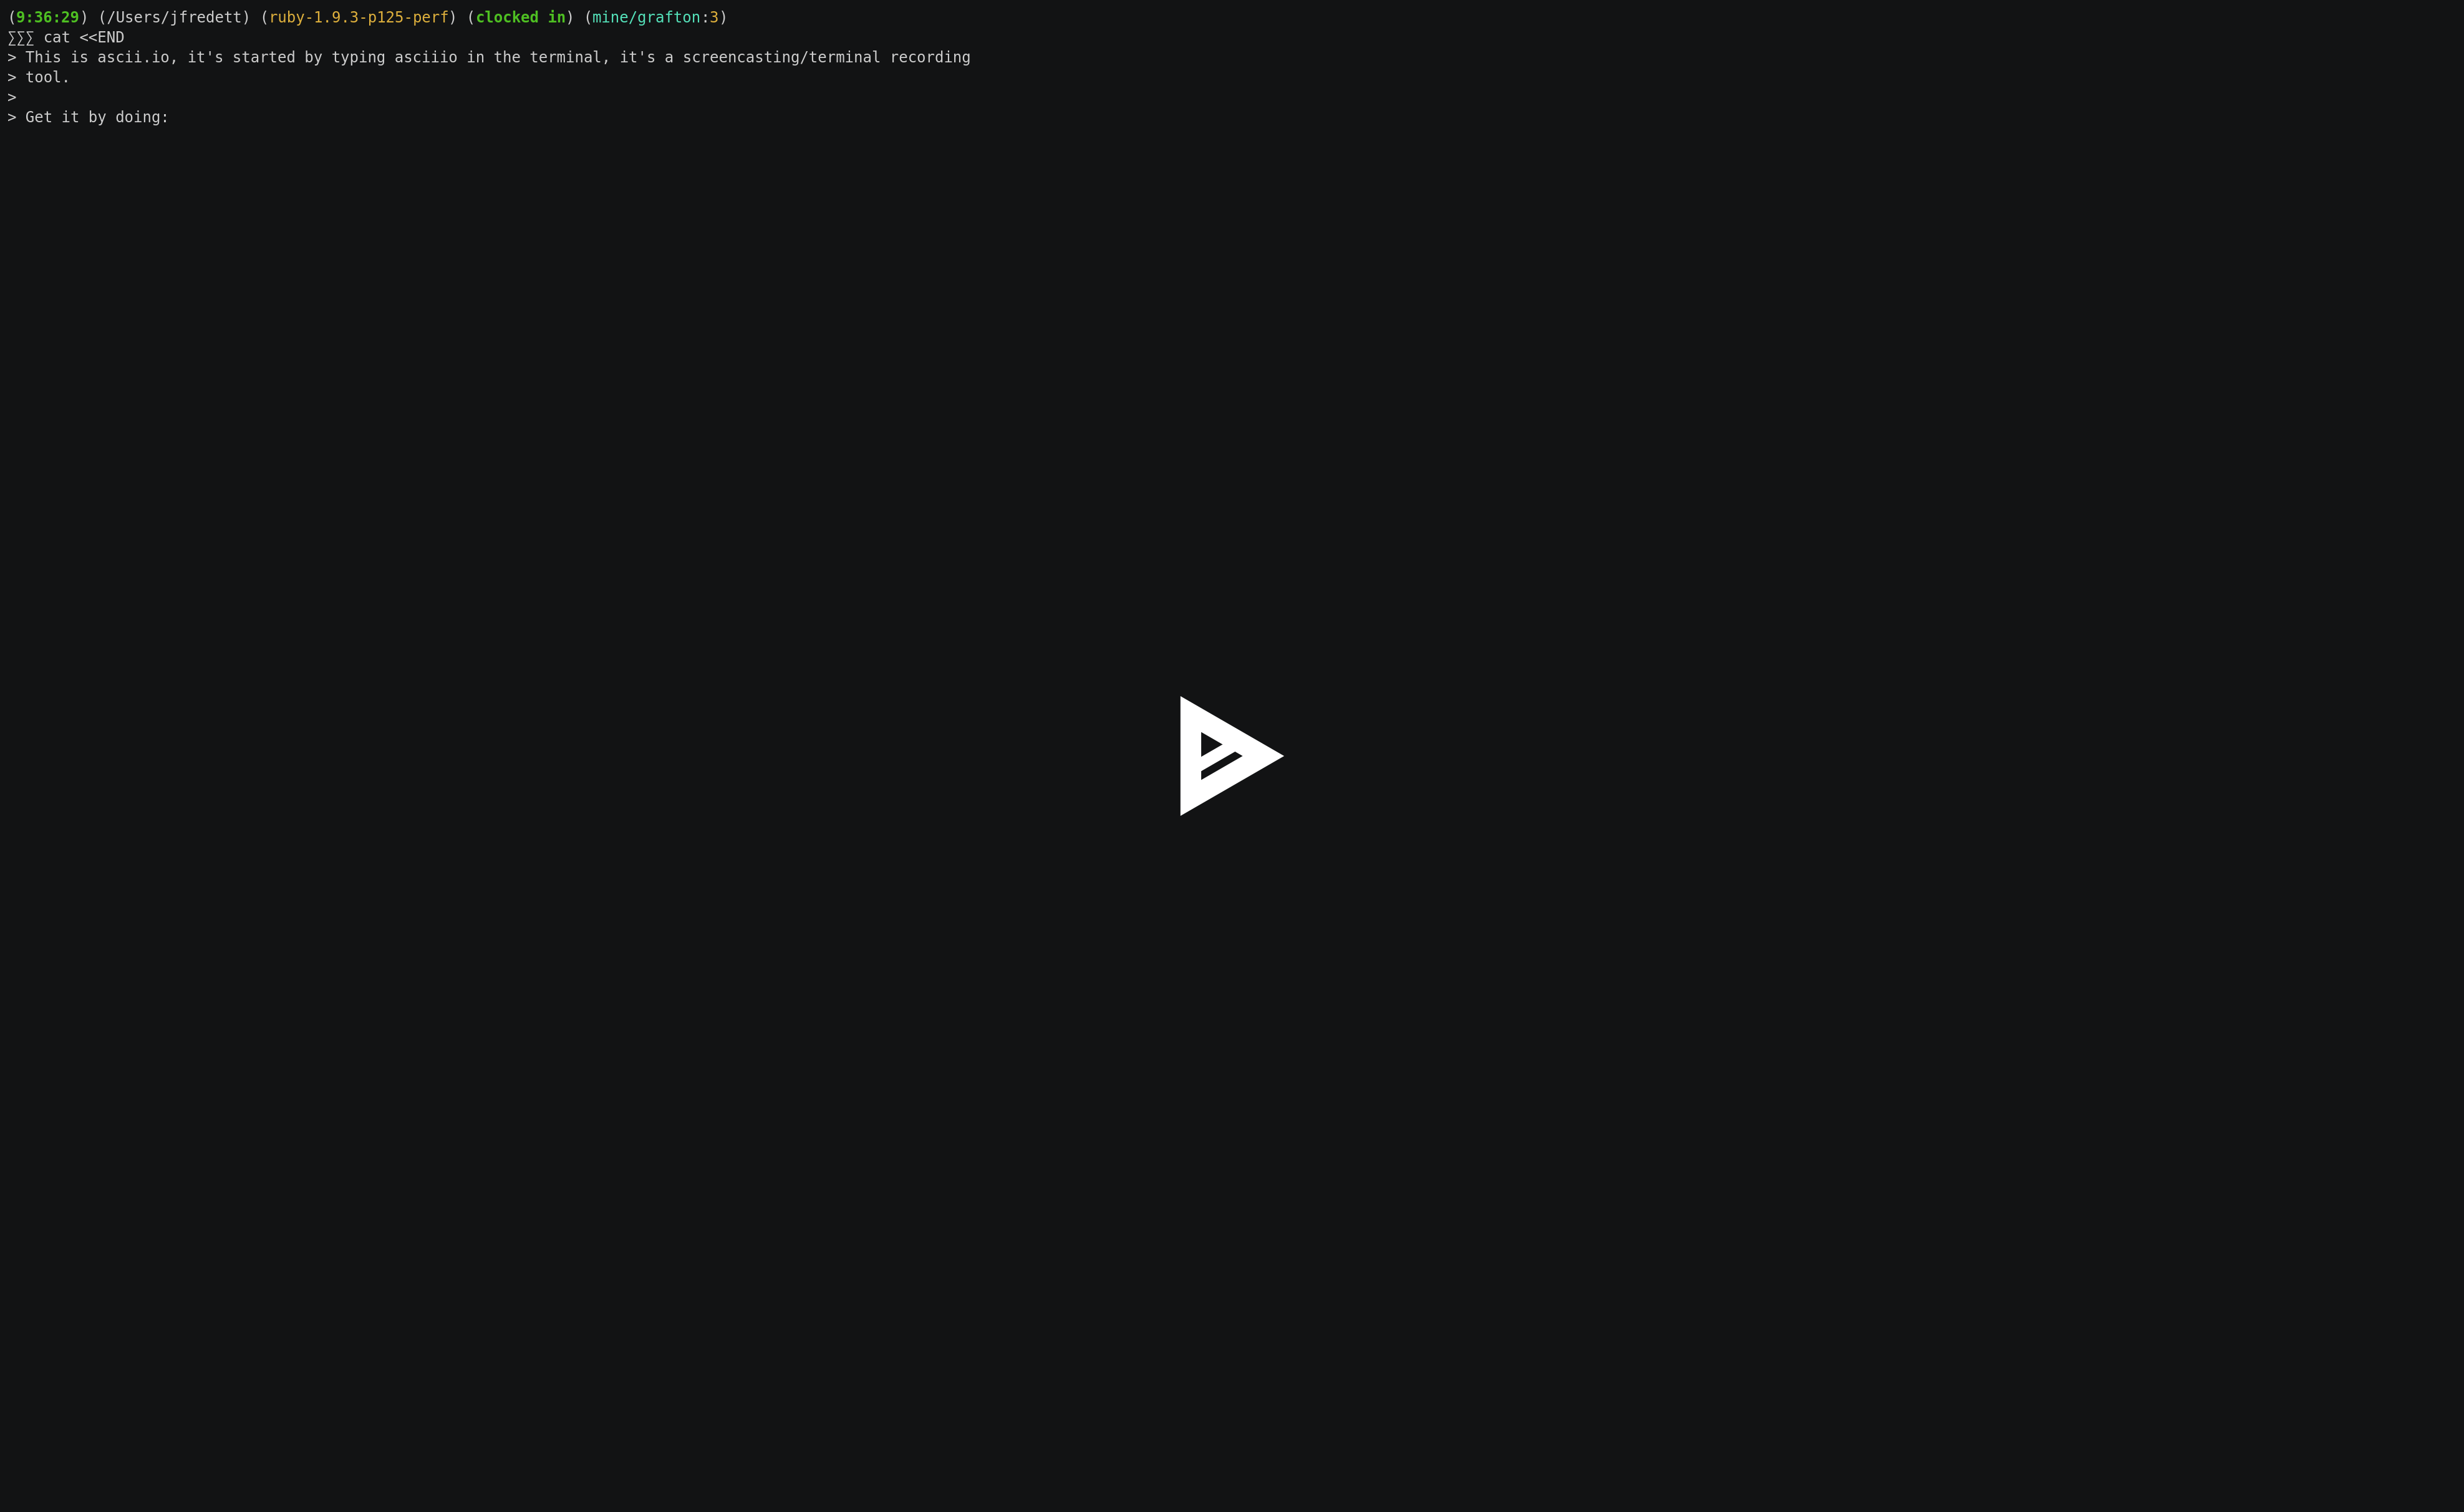 (9:36:29) (/Users/jfredett) (ruby-1.9.3-p125-perf) (clocked in) (mine/grafton:3)
∑∑∑ cat <<END
> This is ascii.io, it's started by typing asciiio in the terminal, it's a screencasting/terminal recording
> tool.
>
> Get it by doing: